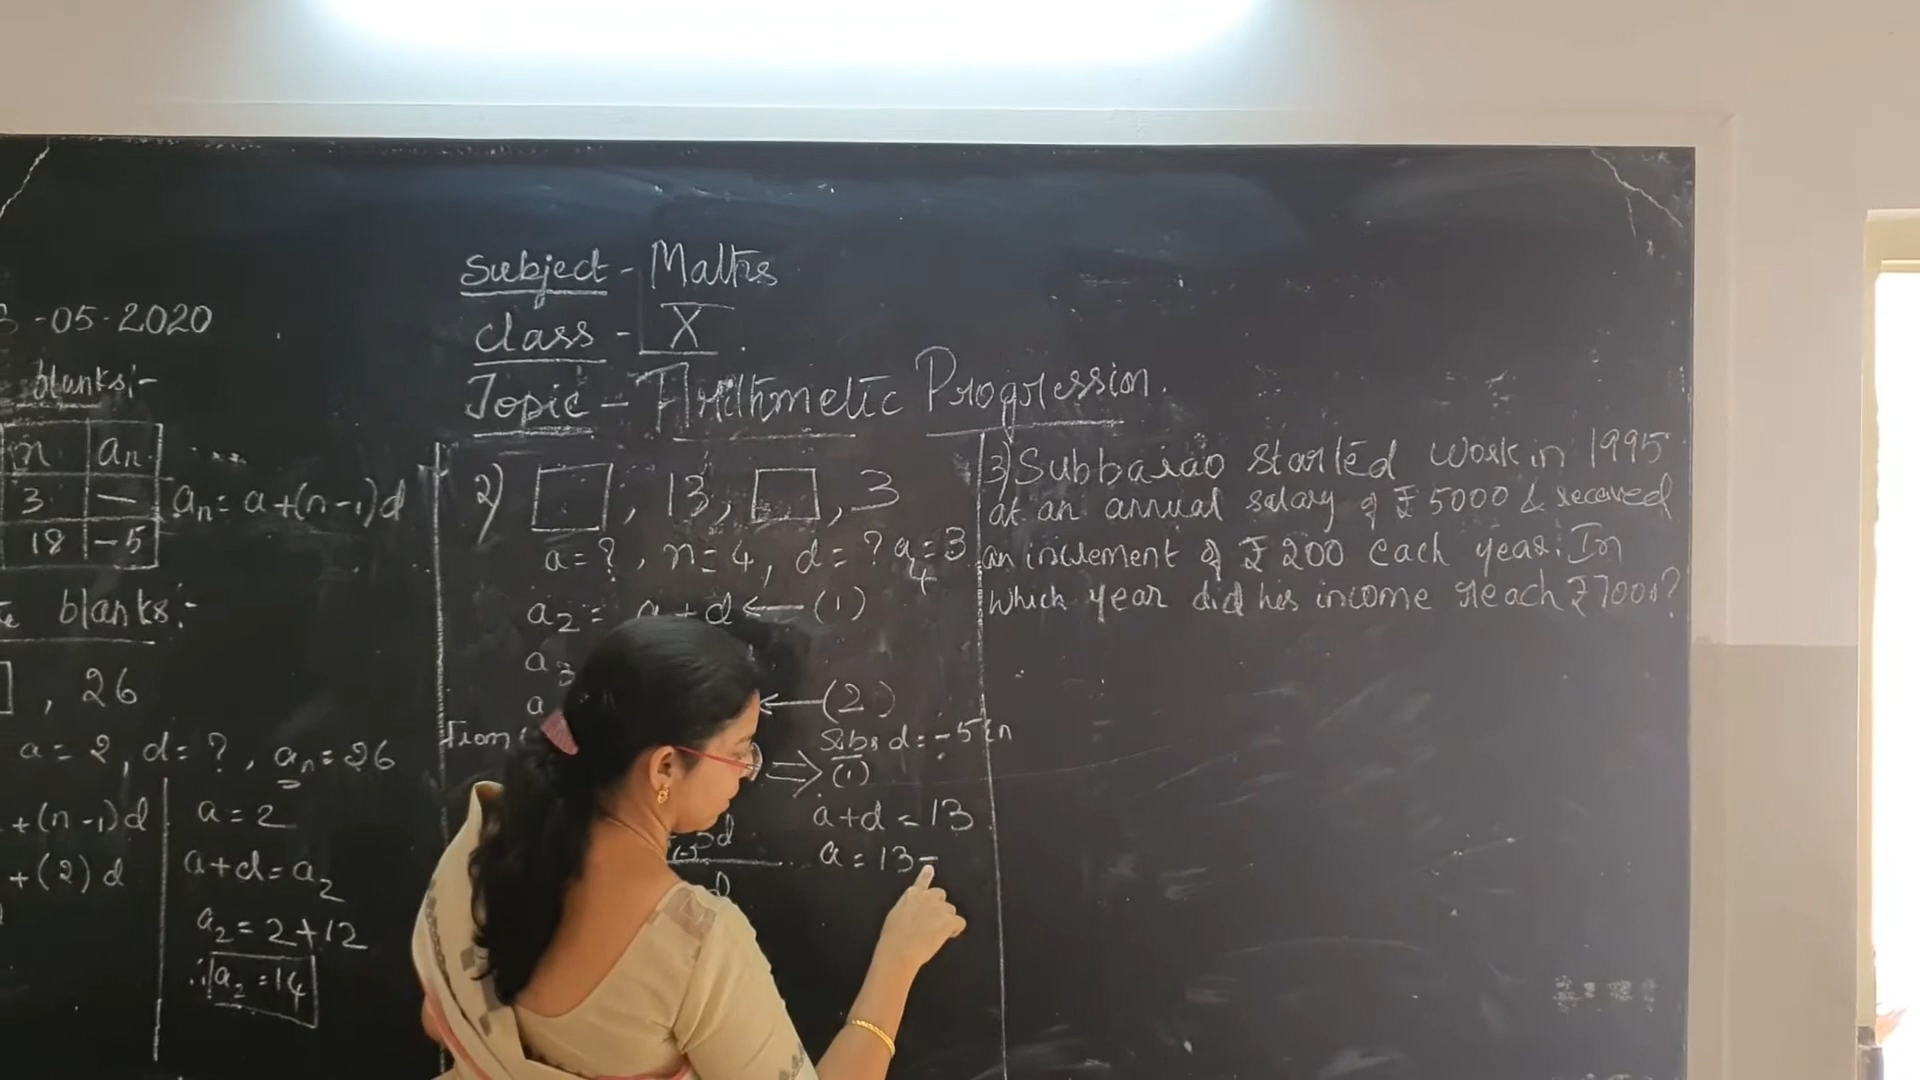 Subject - Maths
Class - X
Topic - Arithmetic Progression.
-05-2020
blanks:-
n an
3 —
18 -5
an = a+(n-1)d
blanks:-
, 26
a = 2, d = ?, an = 26
+(n-1)d
+(2)d
a = 2
a+d = a2
a2 = 2+12
∴ a2 = 14
2) □, 13, □, 3
a = ?, n = 4, d = ? a4 = 3
a2 = a + d ← (1)
a3
a
← (2)
From
Subs d = -5 in
(1)
a+d = 13
a = 13-
3) Subbarao started work in 1995
at an annual salary of ₹ 5000 & received
an increment of ₹ 200 each year. In
which year did his income reach ₹ 7000?